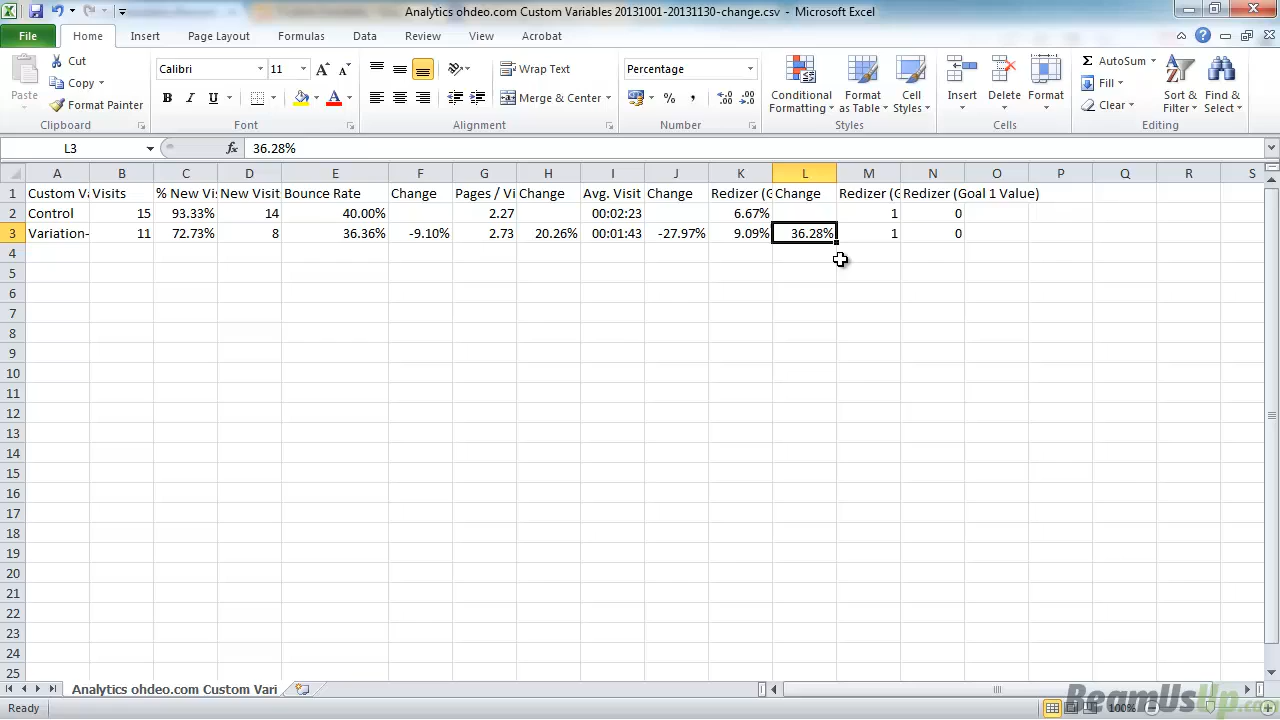 Analytics ohdeo.com Custom Variables 20131001-20131130-change.csv - Microsoft Excel
File Home Insert Page Layout Formulas Data Review View Acrobat
Paste
Cut
Copy
Format Painter
Clipboard
Calibri 11
B I U
Font
Wrap Text
Merge & Center
Alignment
Percentage
Number
Conditional Formatting
Format as Table
Cell Styles
Styles
Insert Delete Format
Cells
AutoSum
Fill
Clear
Sort & Filter
Find & Select
Editing
L3 fx 36.28%
A B C D E F G H I J K L M N O P Q R S
1 Custom Va Visits % New Vis New Visit Bounce Rate Change Pages / Vi Change Avg. Visit Change Redizer (G Change Redizer (G Redizer (Goal 1 Value)
2 Control 15 93.33% 14 40.00% 2.27 00:02:23 6.67% 1 0
3 Variation- 11 72.73% 8 36.36% -9.10% 2.73 20.26% 00:01:43 -27.97% 9.09% 36.28% 1 0
4
5
6
7
8
9
10
11
12
13
14
15
16
17
18
19
20
21
22
23
24
25
Analytics ohdeo.com Custom Vari
BeamUsUp.com
Ready 100%